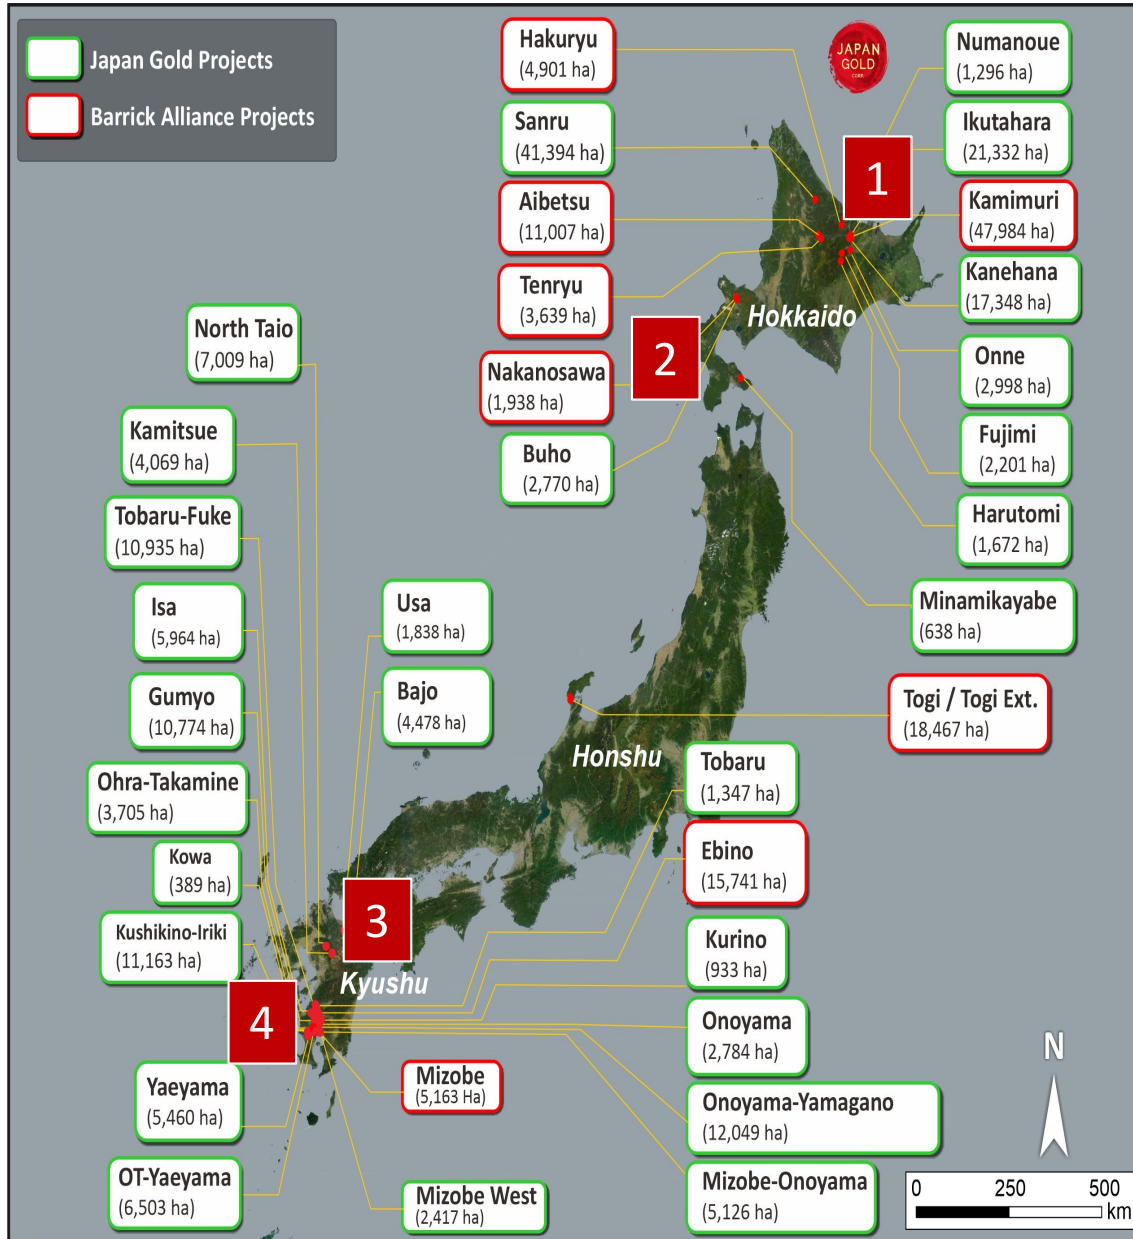 Japan Gold Projects
Barrick Alliance Projects
JAPAN
GOLD
CORP.
Hakuryu
(4,901 ha)
Sanru
(41,394 ha)
Aibetsu
(11,007 ha)
Tenryu
(3,639 ha)
Nakanosawa
(1,938 ha)
Buho
(2,770 ha)
Numanoue
(1,296 ha)
Ikutahara
(21,332 ha)
Kamimuri
(47,984 ha)
Kanehana
(17,348 ha)
Onne
(2,998 ha)
Fujimi
(2,201 ha)
Harutomi
(1,672 ha)
Minamikayabe
(638 ha)
Togi / Togi Ext.
(18,467 ha)
1
2
Hokkaido
North Taio
(7,009 ha)
Kamitsue
(4,069 ha)
Tobaru-Fuke
(10,935 ha)
Isa
(5,964 ha)
Gumyo
(10,774 ha)
Ohra-Takamine
(3,705 ha)
Kowa
(389 ha)
Kushikino-Iriki
(11,163 ha)
Usa
(1,838 ha)
Bajo
(4,478 ha)
Honshu
3
Kyushu
4
Yaeyama
(5,460 ha)
OT-Yaeyama
(6,503 ha)
Mizobe
(5,163 Ha)
Mizobe West
(2,417 ha)
Tobaru
(1,347 ha)
Ebino
(15,741 ha)
Kurino
(933 ha)
Onoyama
(2,784 ha)
Onoyama-Yamagano
(12,049 ha)
Mizobe-Onoyama
(5,126 ha)
N
0 250 500
km